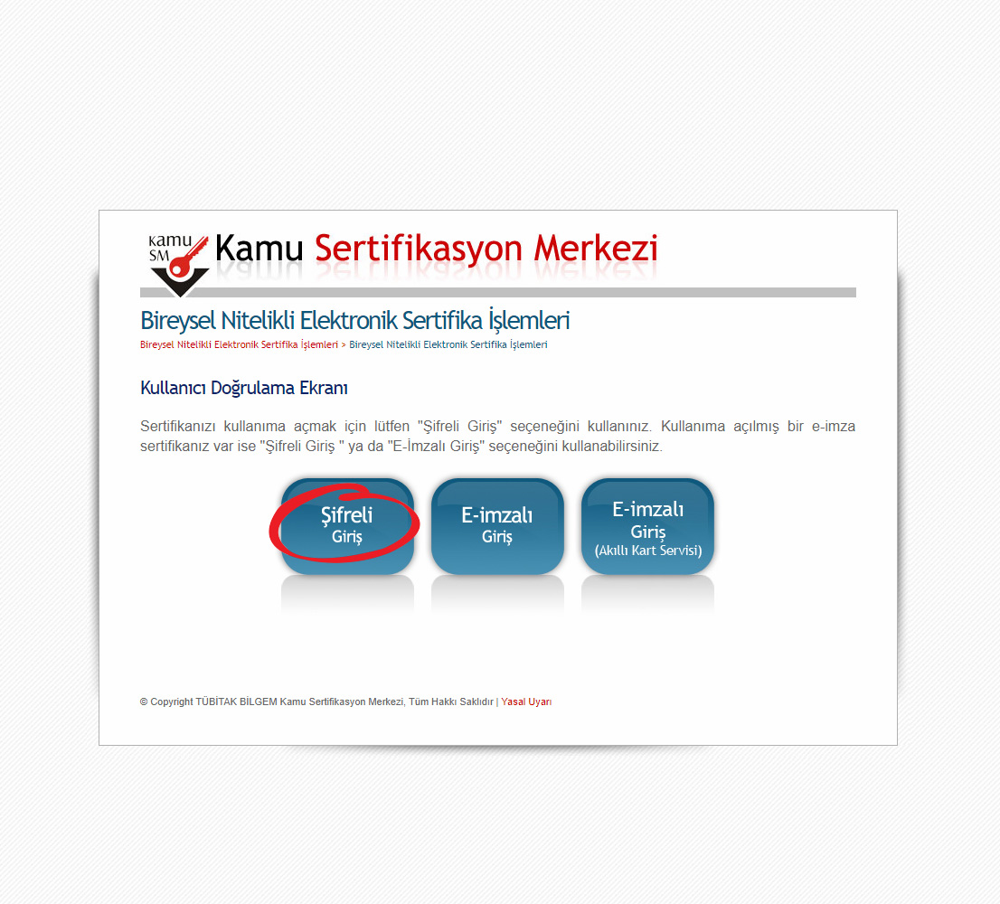 Kamu
SM
Kamu Sertifikasyon Merkezi
Bireysel Nitelikli Elektronik Sertifika İşlemleri
Bireysel Nitelikli Elektronik Sertifika İşlemleri > Bireysel Nitelikli Elektronik Sertifika İşlemleri
Kullanıcı Doğrulama Ekranı
Sertifikanızı kullanıma açmak için lütfen "Şifreli Giriş" seçeneğini kullanınız. Kullanıma açılmış bir e-imza
sertifikanız var ise "Şifreli Giriş " ya da "E-İmzalı Giriş" seçeneğini kullanabilirsiniz.
Şifreli
Giriş
E-imzalı
Giriş
E-imzalı
Giriş
(Akıllı Kart Servisi)
© Copyright TÜBİTAK BİLGEM Kamu Sertifikasyon Merkezi, Tüm Hakkı Saklıdır | Yasal Uyarı